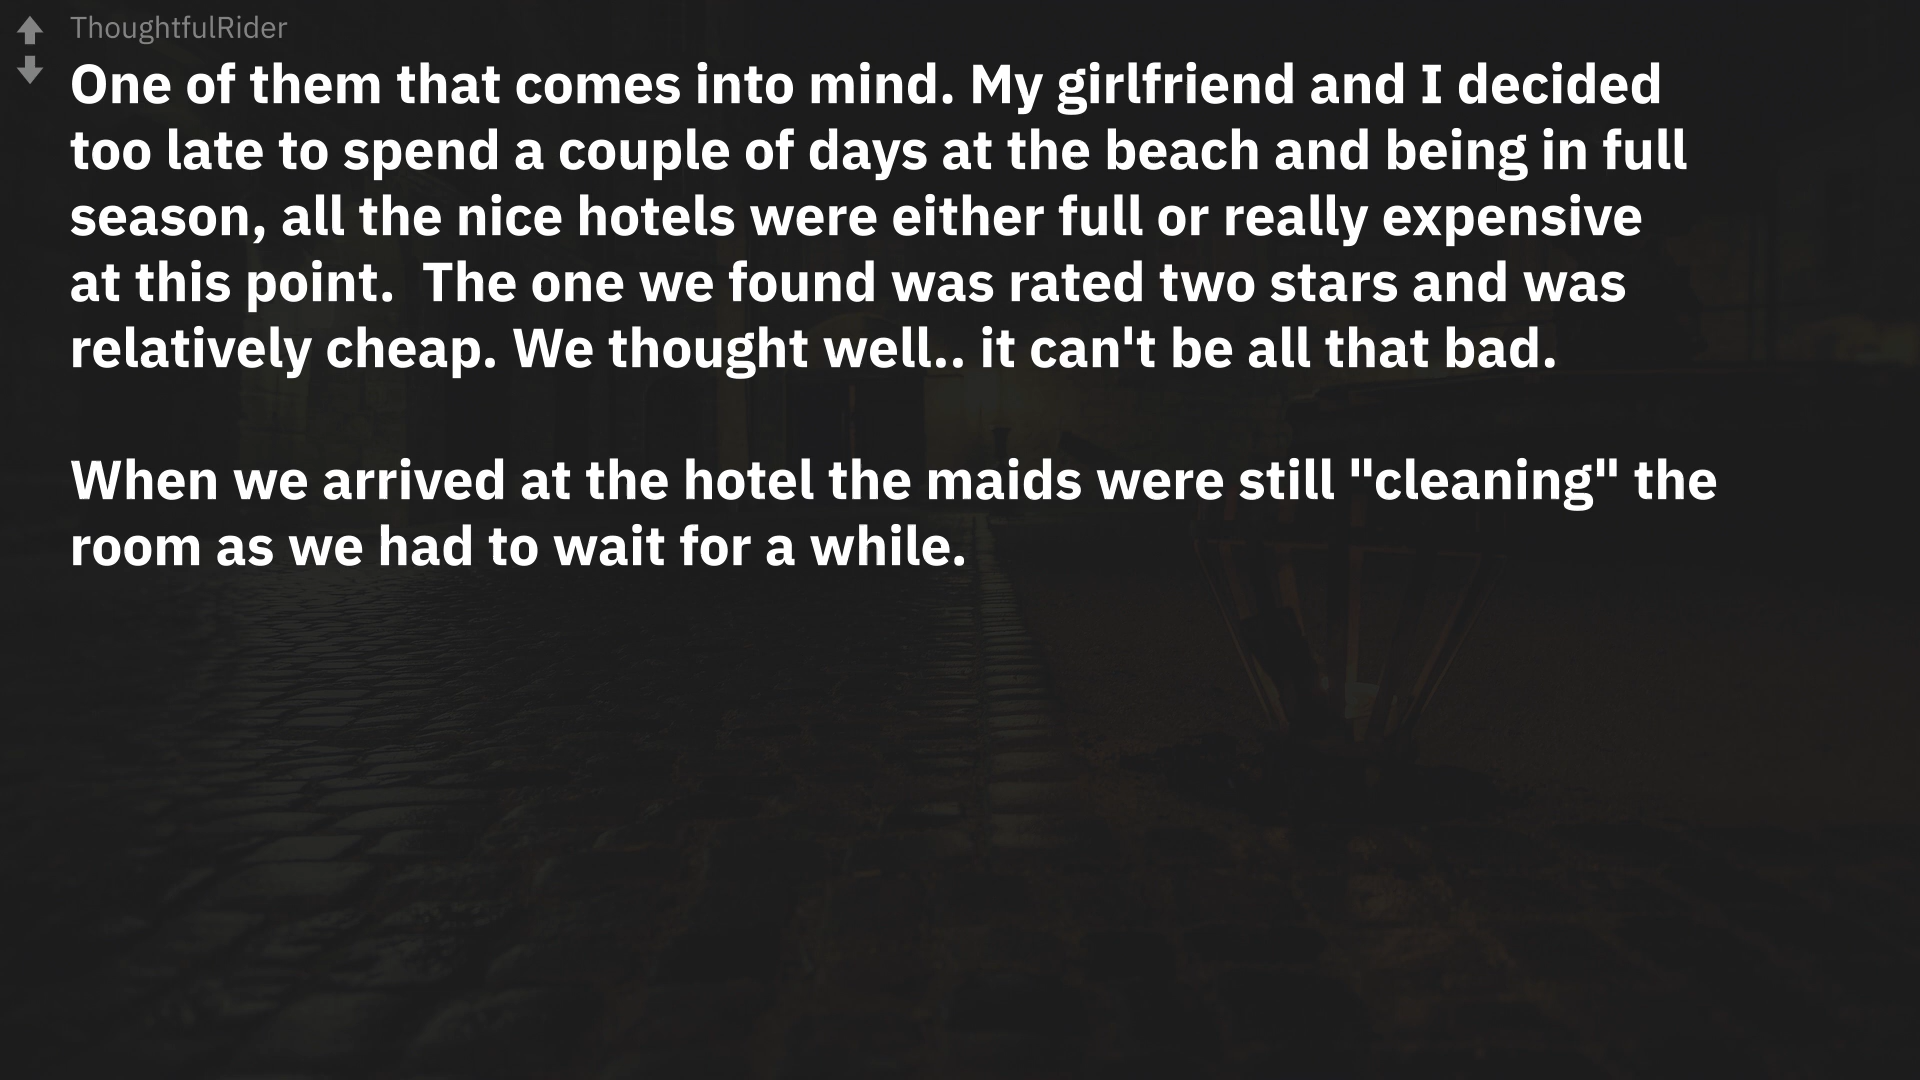 ThoughtfulRider
One of them that comes into mind. My girlfriend and I decided
too late to spend a couple of days at the beach and being in full
season, all the nice hotels were either full or really expensive
at this point.  The one we found was rated two stars and was
relatively cheap. We thought well.. it can't be all that bad.
When we arrived at the hotel the maids were still "cleaning" the
room as we had to wait for a while.